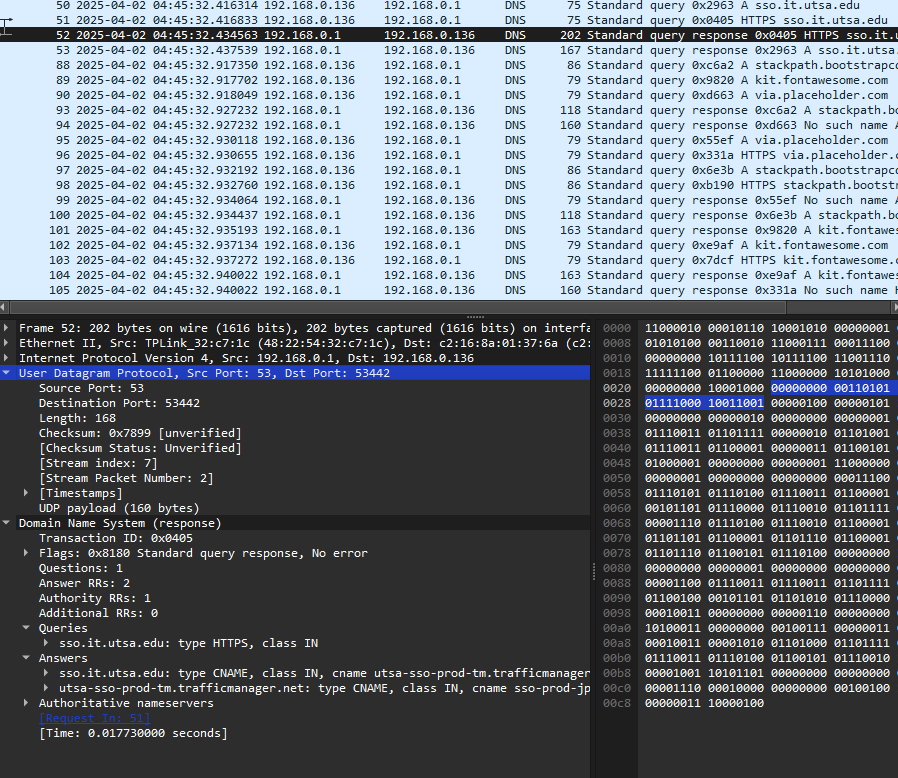 50 2025-04-02 04:45:32.416314 192.168.0.136 192.168.0.1 DNS 75 Standard query 0x2963 A sso.it.utsa.edu
51 2025-04-02 04:45:32.416833 192.168.0.136 192.168.0.1 DNS 75 Standard query 0x0405 HTTPS sso.it.utsa.edu
52 2025-04-02 04:45:32.434563 192.168.0.1 192.168.0.136 DNS 202 Standard query response 0x0405 HTTPS sso.it.u
53 2025-04-02 04:45:32.437539 192.168.0.1 192.168.0.136 DNS 167 Standard query response 0x2963 A sso.it.utsa.
88 2025-04-02 04:45:32.917350 192.168.0.136 192.168.0.1 DNS 86 Standard query 0xc6a2 A stackpath.bootstrapc
89 2025-04-02 04:45:32.917702 192.168.0.136 192.168.0.1 DNS 79 Standard query 0x9820 A kit.fontawesome.com
90 2025-04-02 04:45:32.918049 192.168.0.136 192.168.0.1 DNS 79 Standard query 0xd663 A via.placeholder.com
93 2025-04-02 04:45:32.927232 192.168.0.1 192.168.0.136 DNS 118 Standard query response 0xc6a2 A stackpath.bo
94 2025-04-02 04:45:32.927232 192.168.0.1 192.168.0.136 DNS 160 Standard query response 0xd663 No such name A
95 2025-04-02 04:45:32.930118 192.168.0.136 192.168.0.1 DNS 79 Standard query 0x55ef A via.placeholder.com
96 2025-04-02 04:45:32.930655 192.168.0.136 192.168.0.1 DNS 79 Standard query 0x331a HTTPS via.placeholder.c
97 2025-04-02 04:45:32.932192 192.168.0.136 192.168.0.1 DNS 86 Standard query 0x6e3b A stackpath.bootstrapc
98 2025-04-02 04:45:32.932760 192.168.0.136 192.168.0.1 DNS 86 Standard query 0xb190 HTTPS stackpath.bootst
99 2025-04-02 04:45:32.934064 192.168.0.1 192.168.0.136 DNS 79 Standard query response 0x55ef No such name A
100 2025-04-02 04:45:32.934437 192.168.0.1 192.168.0.136 DNS 118 Standard query response 0x6e3b A stackpath.bo
101 2025-04-02 04:45:32.935193 192.168.0.1 192.168.0.136 DNS 163 Standard query response 0x9820 A kit.fontawes
102 2025-04-02 04:45:32.937134 192.168.0.136 192.168.0.1 DNS 79 Standard query 0xe9af A kit.fontawesome.com
103 2025-04-02 04:45:32.937272 192.168.0.136 192.168.0.1 DNS 79 Standard query 0x7dcf HTTPS kit.fontawesome.c
104 2025-04-02 04:45:32.940022 192.168.0.1 192.168.0.136 DNS 163 Standard query response 0xe9af A kit.fontawes
105 2025-04-02 04:45:32.940022 192.168.0.1 192.168.0.136 DNS 160 Standard query response 0x331a No such name H
Frame 52: 202 bytes on wire (1616 bits), 202 bytes captured (1616 bits) on interfa
Ethernet II, Src: TPLink_32:c7:1c (48:22:54:32:c7:1c), Dst: c2:16:8a:01:37:6a (c2:
Internet Protocol Version 4, Src: 192.168.0.1, Dst: 192.168.0.136
User Datagram Protocol, Src Port: 53, Dst Port: 53442
Source Port: 53
Destination Port: 53442
Length: 168
Checksum: 0x7899 [unverified]
[Checksum Status: Unverified]
[Stream index: 7]
[Stream Packet Number: 2]
[Timestamps]
UDP payload (160 bytes)
Domain Name System (response)
Transaction ID: 0x0405
Flags: 0x8180 Standard query response, No error
Questions: 1
Answer RRs: 2
Authority RRs: 1
Additional RRs: 0
Queries
sso.it.utsa.edu: type HTTPS, class IN
Answers
sso.it.utsa.edu: type CNAME, class IN, cname utsa-sso-prod-tm.trafficmanager
utsa-sso-prod-tm.trafficmanager.net: type CNAME, class IN, cname sso-prod-jp
Authoritative nameservers
[Request In: 51]
[Time: 0.017730000 seconds]
0000 11000010 00010110 10001010 00000001
0008 01010100 00110010 11000111 00011100
0010 00000000 10111100 10111100 11001110
0018 11111100 01100000 11000000 10101000
0020 00000000 10001000 00000000 00110101
0028 01111000 10011001 00000100 00000101
0030 00000000 00000010 00000000 00000001
0038 01110011 01101111 00000010 01101001
0040 01110011 01100001 00000011 01100101
0048 01000001 00000000 00000001 11000000
0050 00000001 00000000 00000000 00011100
0058 01110101 01110100 01110011 01100001
0060 00101101 01110000 01110010 01101111
0068 00001110 01110100 01110010 01100001
0070 01101101 01100001 01101110 01100001
0078 01101110 01100101 01110100 00000000
0080 00000000 00000001 00000000 00000000
0088 00001100 01110011 01110011 01101111
0090 01100100 00101101 01101010 01110000
0098 00010011 00000000 00000110 00000000
00a0 10100011 00000000 00100111 00000011
00a8 00010011 00001010 01101000 01101111
00b0 01110011 01110100 01100101 01110010
00b8 00001001 10101101 00000000 00000000
00c0 00001110 00010000 00000000 00100100
00c8 00000011 10000100